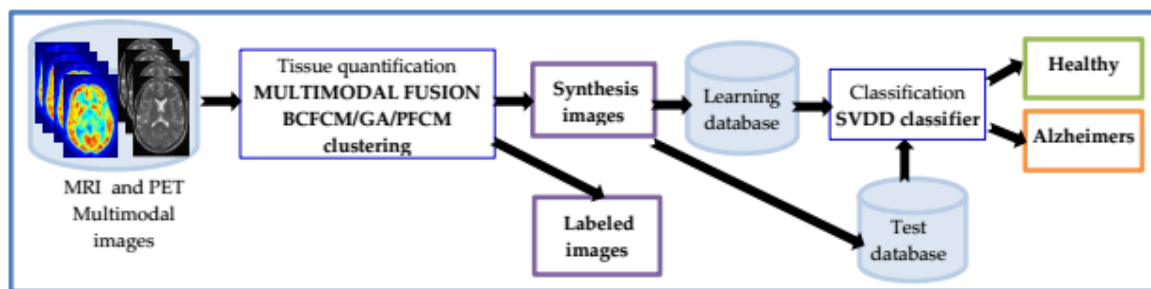 MRI and PET
Multimodal
images
Tissue quantification
MULTIMODAL FUSION
BCFCM/GA/PFCM
clustering
Synthesis
images
Labeled
images
Learning
database
Test
database
Classification
SVDD classifier
Healthy
Alzheimers